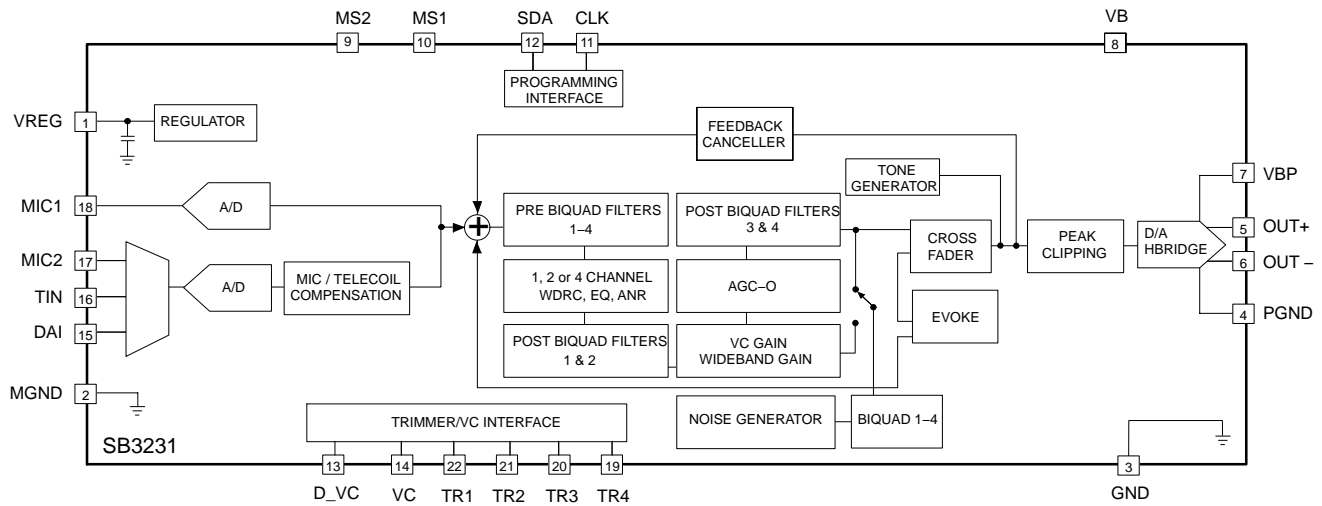 MS2 MS1 SDA CLK VB
9 10 12 11 8
PROGRAMMING
INTERFACE
VREG 1 REGULATOR
FEEDBACK
CANCELLER
TONE
GENERATOR
7 VBP
MIC1 18 A/D
PRE BIQUAD FILTERS
1–4
POST BIQUAD FILTERS
3 & 4
CROSS
FADER
PEAK
CLIPPING
D/A
HBRIDGE
5 OUT+
6 OUT –
MIC2 17
TIN 16
DAI 15
A/D
MIC / TELECOIL
COMPENSATION
1, 2 or 4 CHANNEL
WDRC, EQ, ANR
AGC–O
EVOKE
4 PGND
POST BIQUAD FILTERS
1 & 2
VC GAIN
WIDEBAND GAIN
MGND 2
TRIMMER/VC INTERFACE
NOISE GENERATOR
BIQUAD 1–4
SB3231
13 14 22 21 20 19 3
D_VC VC TR1 TR2 TR3 TR4 GND